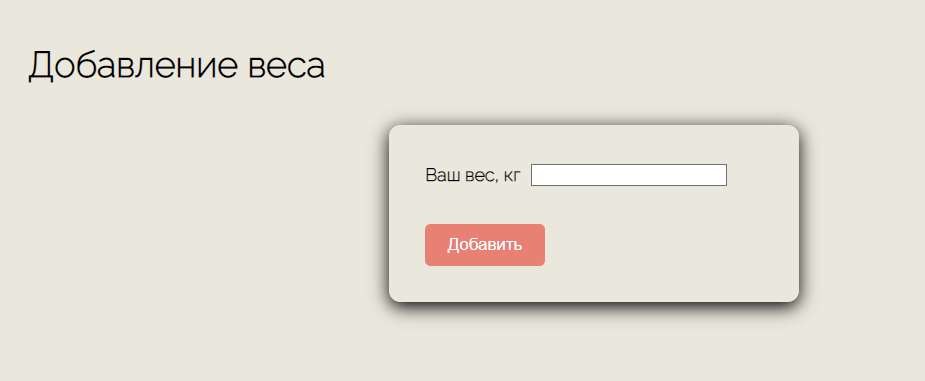 Добавление веса
Ваш вес, кг
Добавить